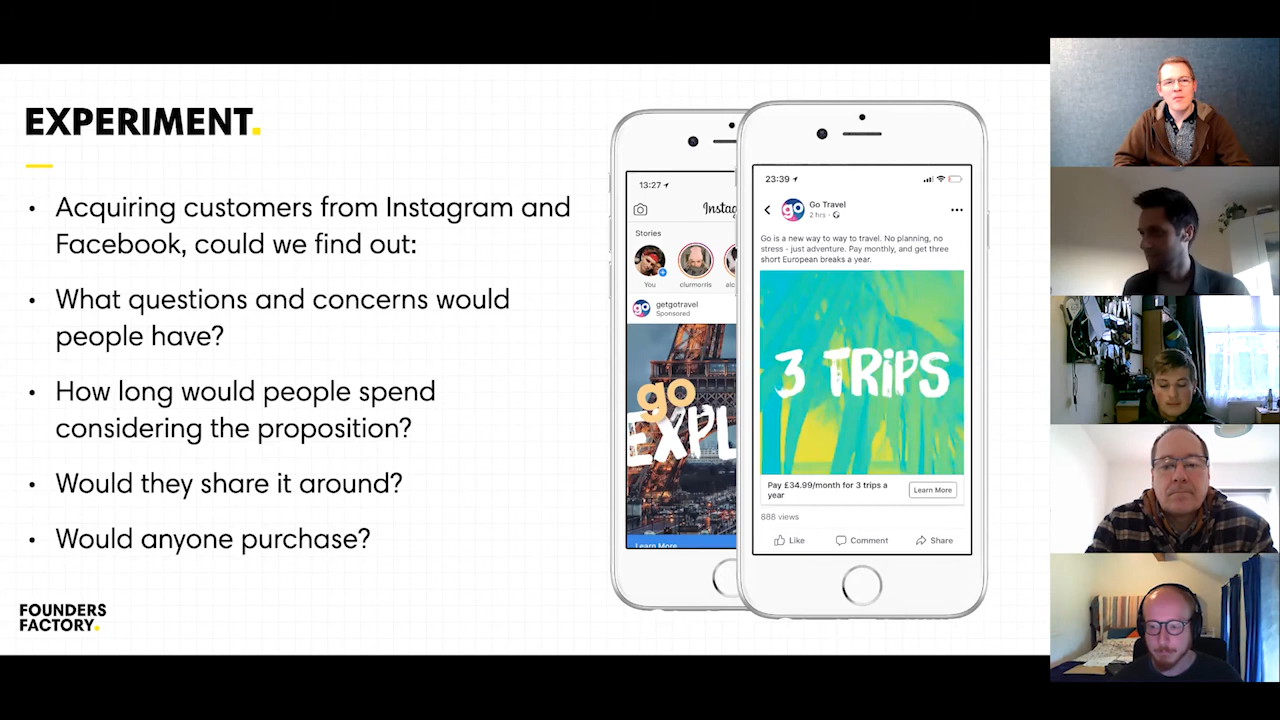 EXPERIMENT.
• Acquiring customers from Instagram and
Facebook, could we find out:
• What questions and concerns would
people have?
• How long would people spend
considering the proposition?
• Would they share it around?
• Would anyone purchase?
FOUNDERS
FACTORY.
13:27
Stories
You
clurmorris
getgotravel
Sponsored
go
Learn More
23:39
Go Travel
2 hrs
Go is a new way to way to travel. No planning, no
stress - just adventure. Pay monthly, and get three
short European breaks a year.
3 TRIPS
Pay £34.99/month for 3 trips a
year
Learn More
888 views
Like Comment Share